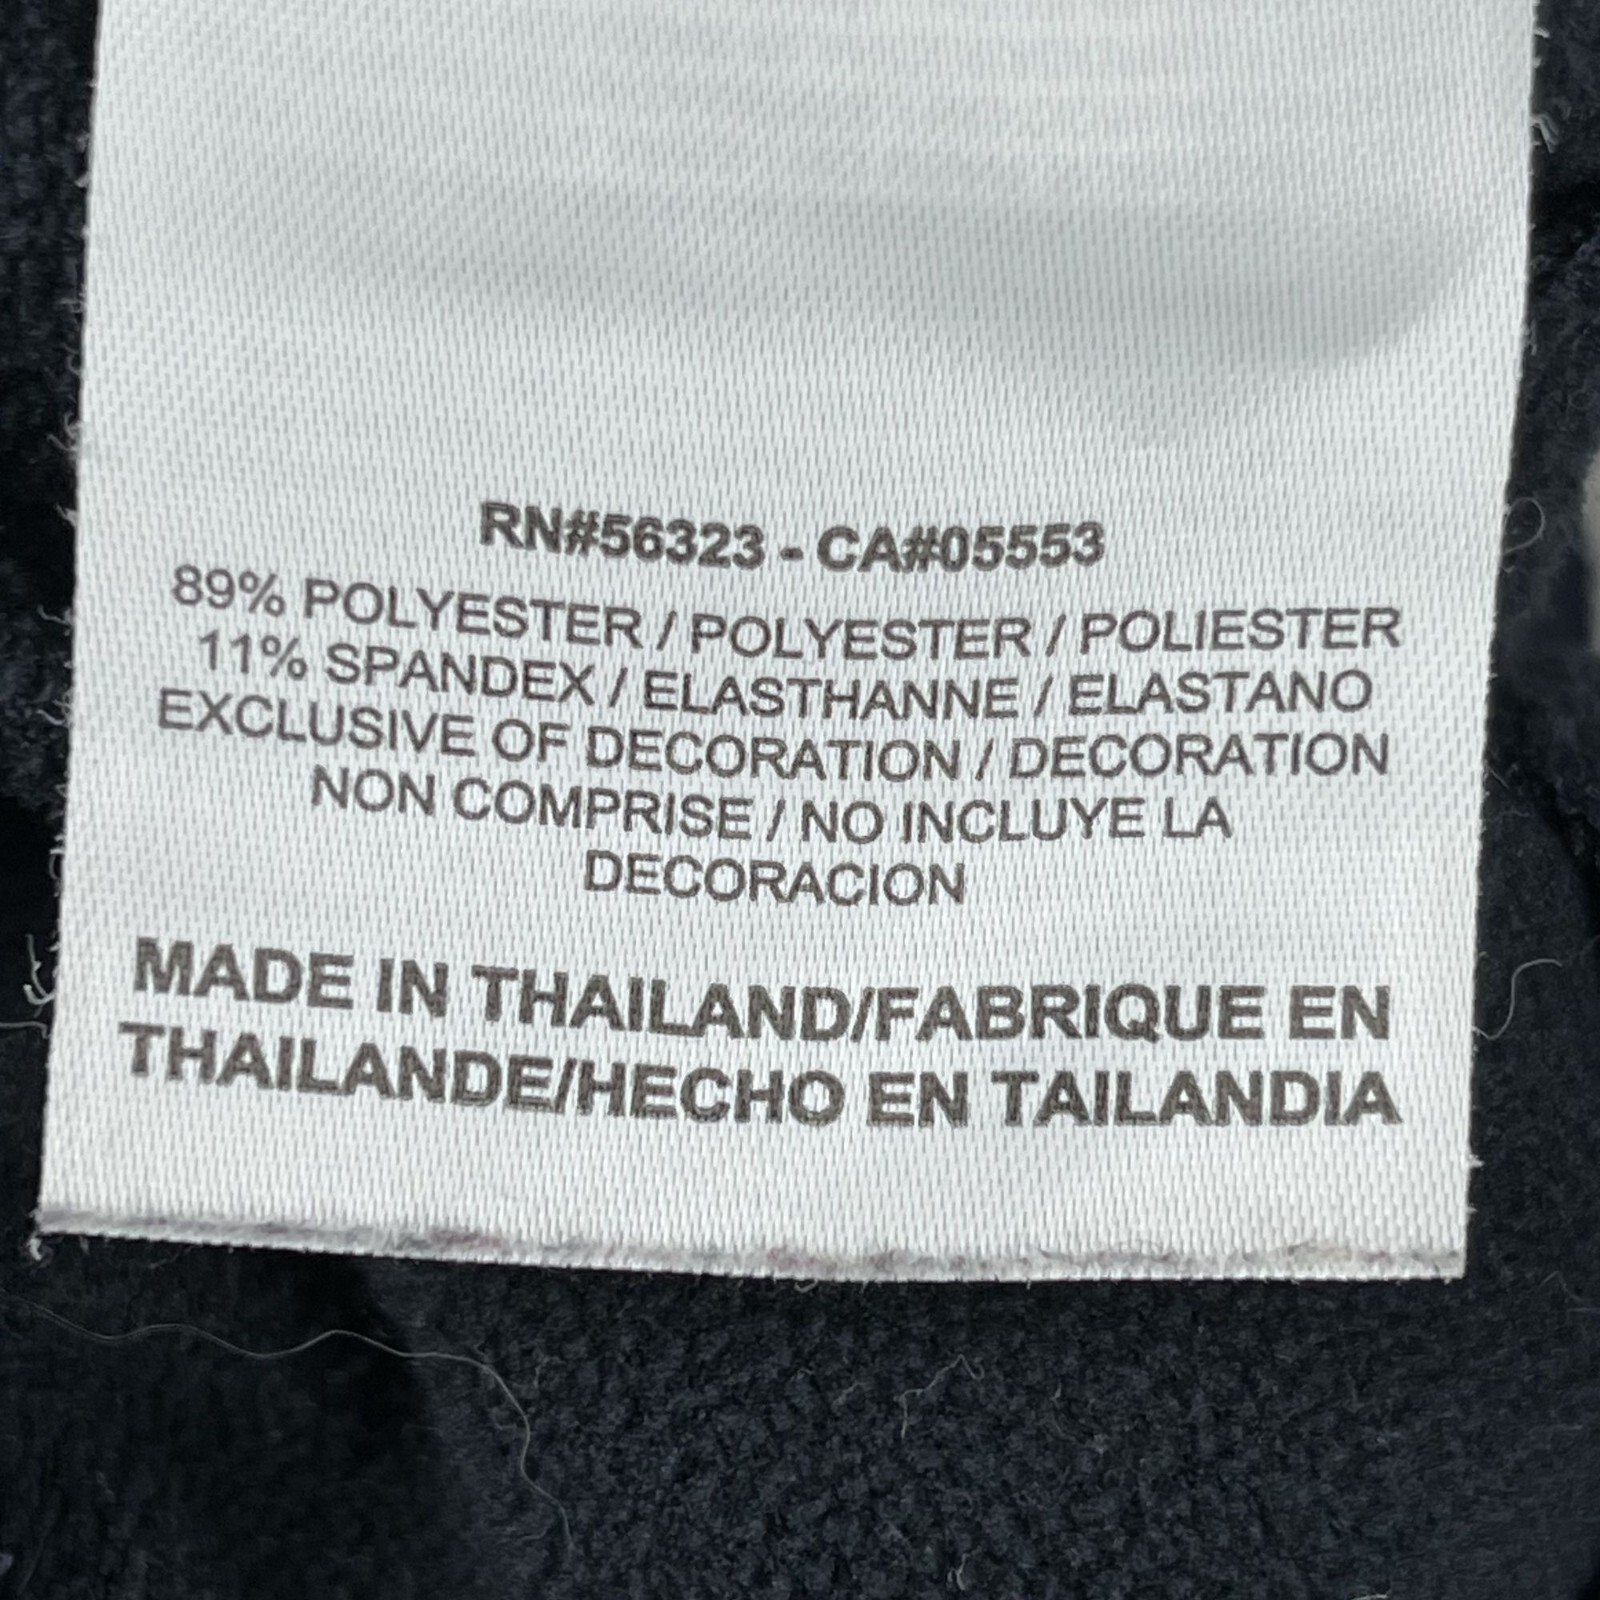 RN#56323 - CA#05553
89% POLYESTER / POLYESTER / POLIESTER
11% SPANDEX / ELASTHANNE / ELASTANO
EXCLUSIVE OF DECORATION / DECORATION
NON COMPRISE / NO INCLUYE LA
DECORACION
MADE IN THAILAND/FABRIQUE EN
THAILANDE/HECHO EN TAILANDIA